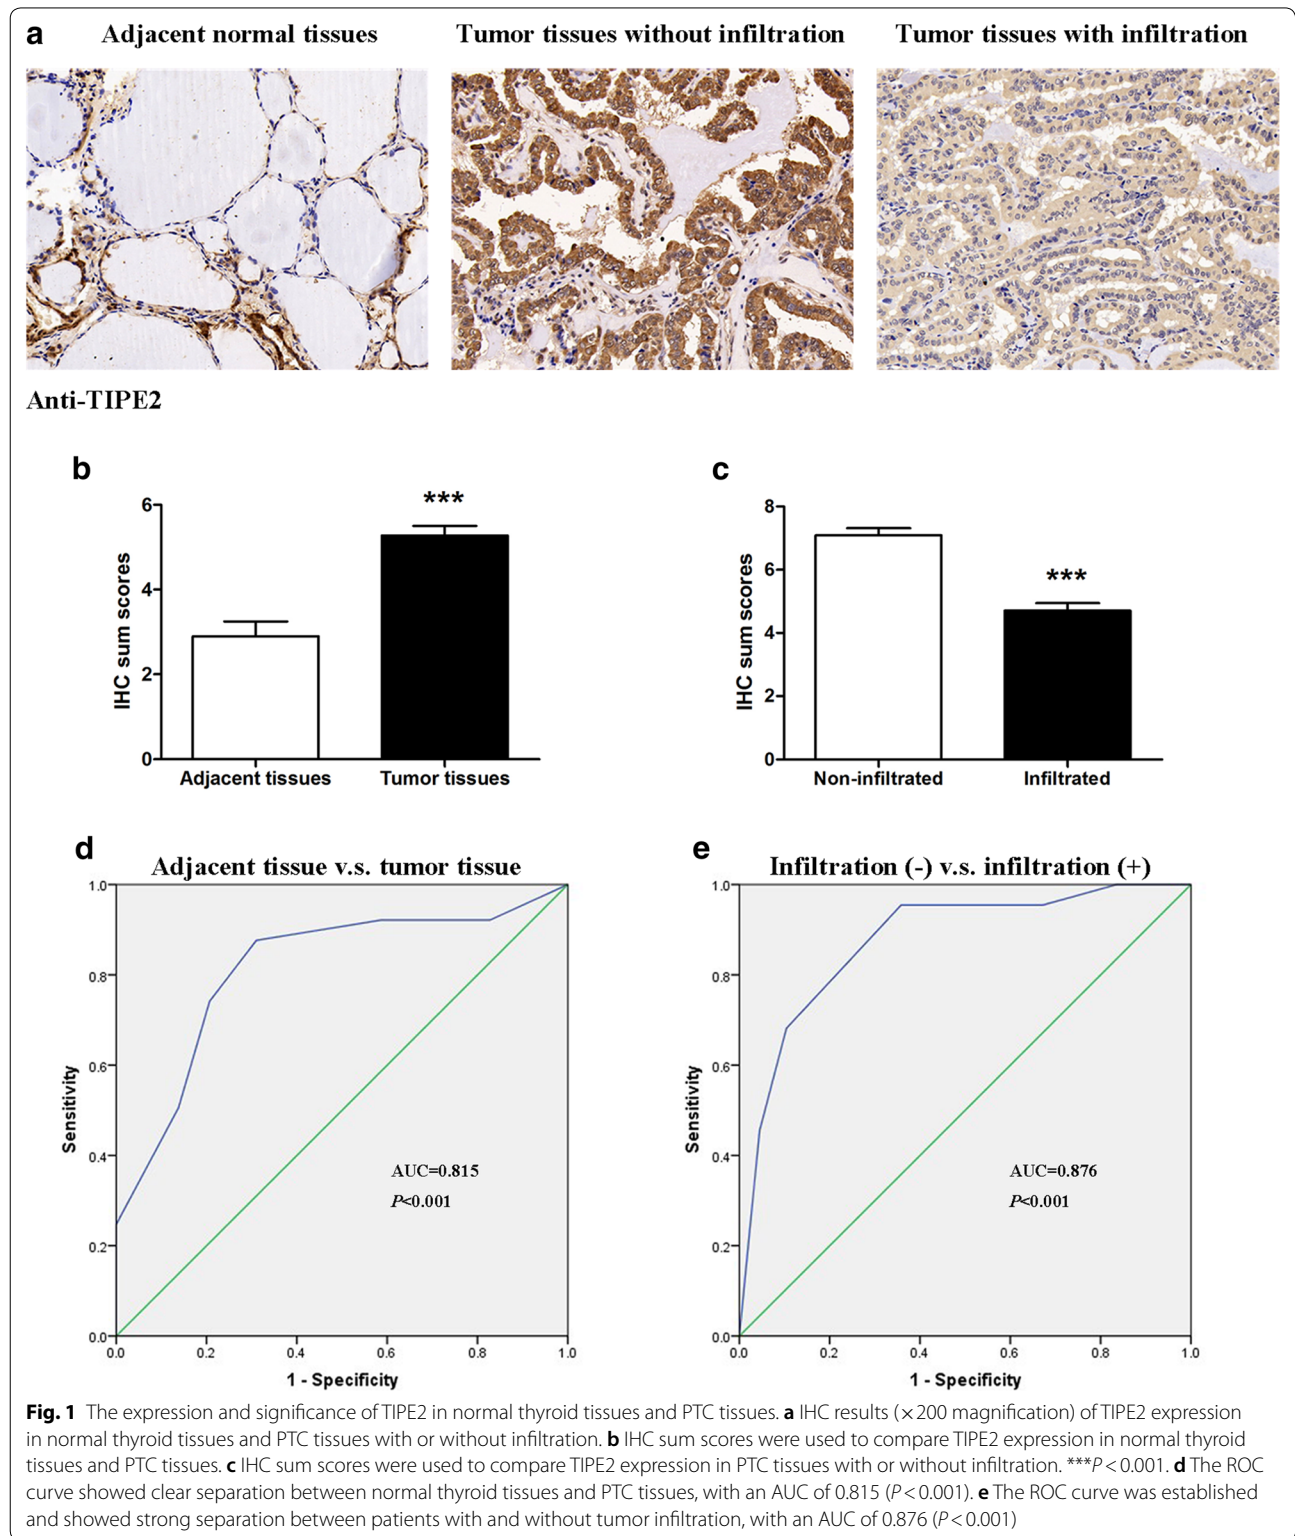 a
Adjacent normal tissues
Tumor tissues without infiltration
Tumor tissues with infiltration
Anti-TIPE2
b
IHC sum scores
6
4
2
0
***
Adjacent tissues
Tumor tissues
c
IHC sum scores
8
6
4
2
0
***
Non-infiltrated
Infiltrated
d
Adjacent tissue v.s. tumor tissue
Sensitivity
1.0
0.8
0.6
0.4
0.2
0.0
AUC=0.815
P<0.001
0.0
0.2
0.4
0.6
0.8
1.0
1 - Specificity
e
Infiltration (-) v.s. infiltration (+)
Sensitivity
1.0
0.8
0.6
0.4
0.2
0.0
AUC=0.876
P<0.001
0.0
0.2
0.4
0.6
0.8
1.0
1 - Specificity
Fig. 1 The expression and significance of TIPE2 in normal thyroid tissues and PTC tissues. a IHC results (×200 magnification) of TIPE2 expression
in normal thyroid tissues and PTC tissues with or without infiltration. b IHC sum scores were used to compare TIPE2 expression in normal thyroid
tissues and PTC tissues. c IHC sum scores were used to compare TIPE2 expression in PTC tissues with or without infiltration. ***P < 0.001. d The ROC
curve showed clear separation between normal thyroid tissues and PTC tissues, with an AUC of 0.815 (P < 0.001). e The ROC curve was established
and showed strong separation between patients with and without tumor infiltration, with an AUC of 0.876 (P < 0.001)